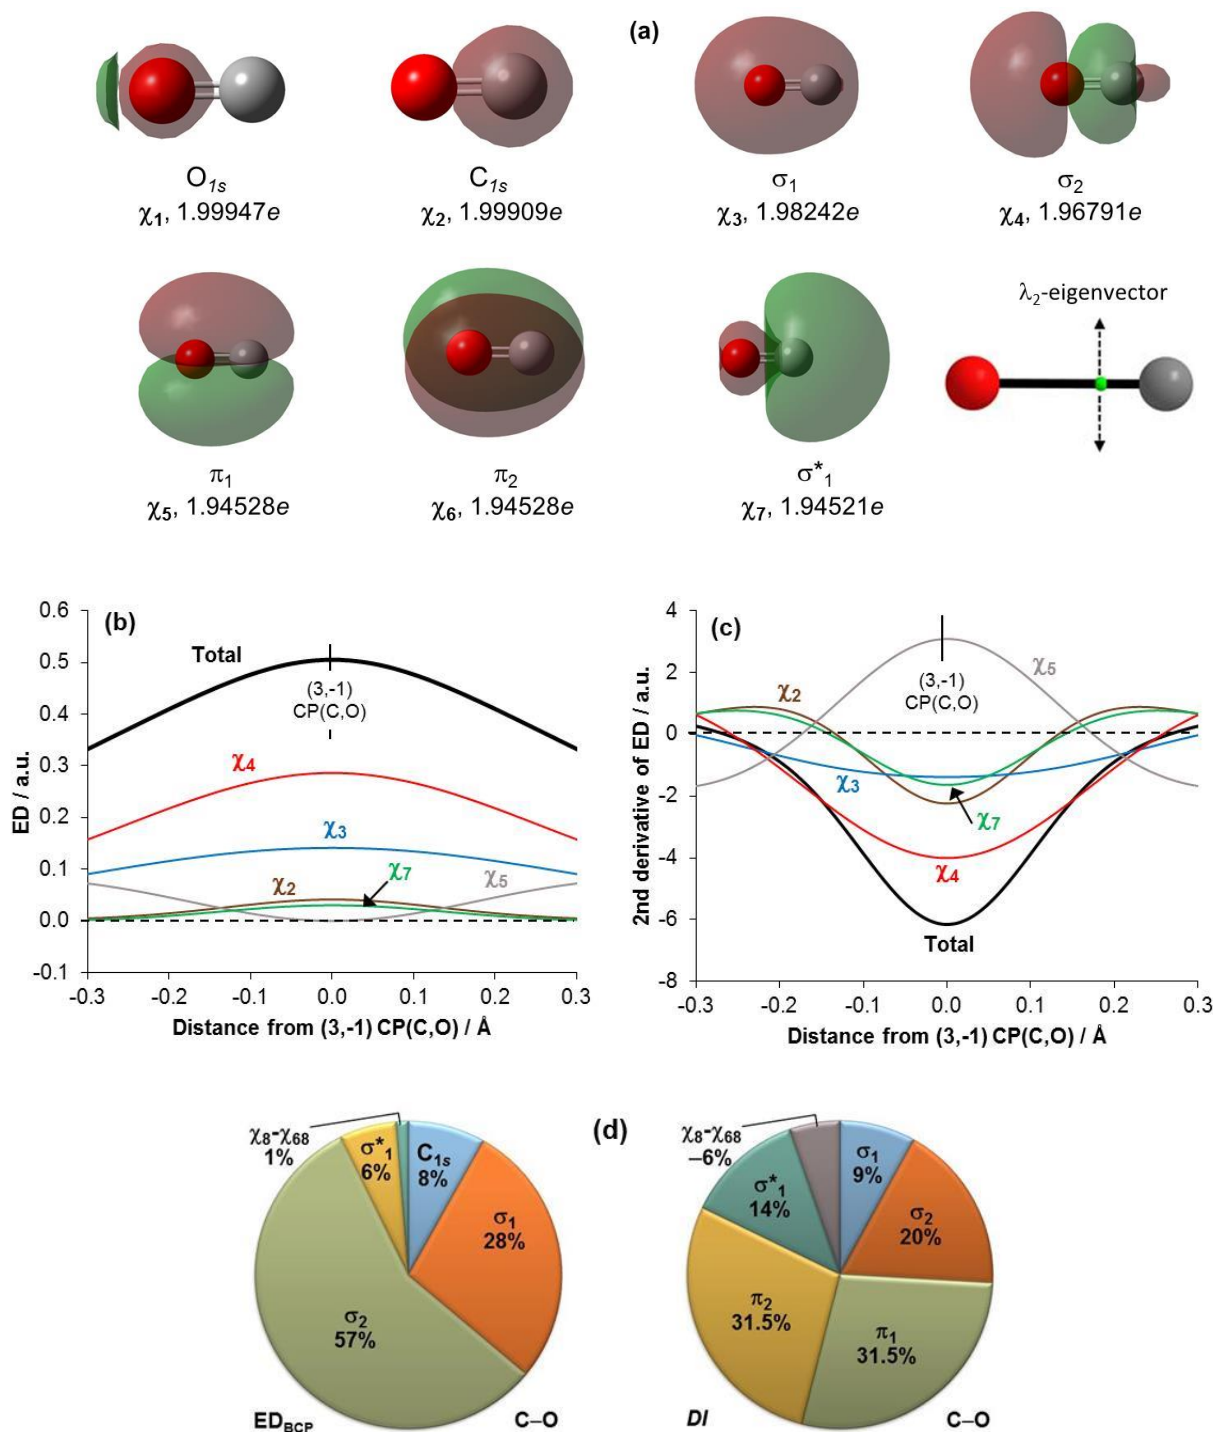 (a)
O1s
χ1, 1.99947e
C1s
χ2, 1.99909e
σ1
χ3, 1.98242e
σ2
χ4, 1.96791e
π1
χ5, 1.94528e
π2
χ6, 1.94528e
σ*1
χ7, 1.94521e
λ2-eigenvector
(b)
ED / a.u.
0.6
0.5
0.4
0.3
0.2
0.1
0.0
-0.1
Total
(3,-1)
CP(C,O)
χ4
χ3
χ2
χ7
χ5
-0.3
-0.2
-0.1
0.0
0.1
0.2
0.3
Distance from (3,-1) CP(C,O) / Å
(c)
2nd derivative of ED / a.u.
4
2
0
-2
-4
-6
-8
χ2
(3,-1)
CP(C,O)
χ5
χ3
χ7
χ4
Total
-0.3
-0.2
-0.1
0.0
0.1
0.2
0.3
Distance from (3,-1) CP(C,O) / Å
(d)
χ8-χ68
1%
σ*1
6%
C1s
8%
σ1
28%
σ2
57%
EDBCP
C–O
χ8-χ68
–6%
σ1
9%
σ*1
14%
σ2
20%
π2
31.5%
π1
31.5%
DI
C–O